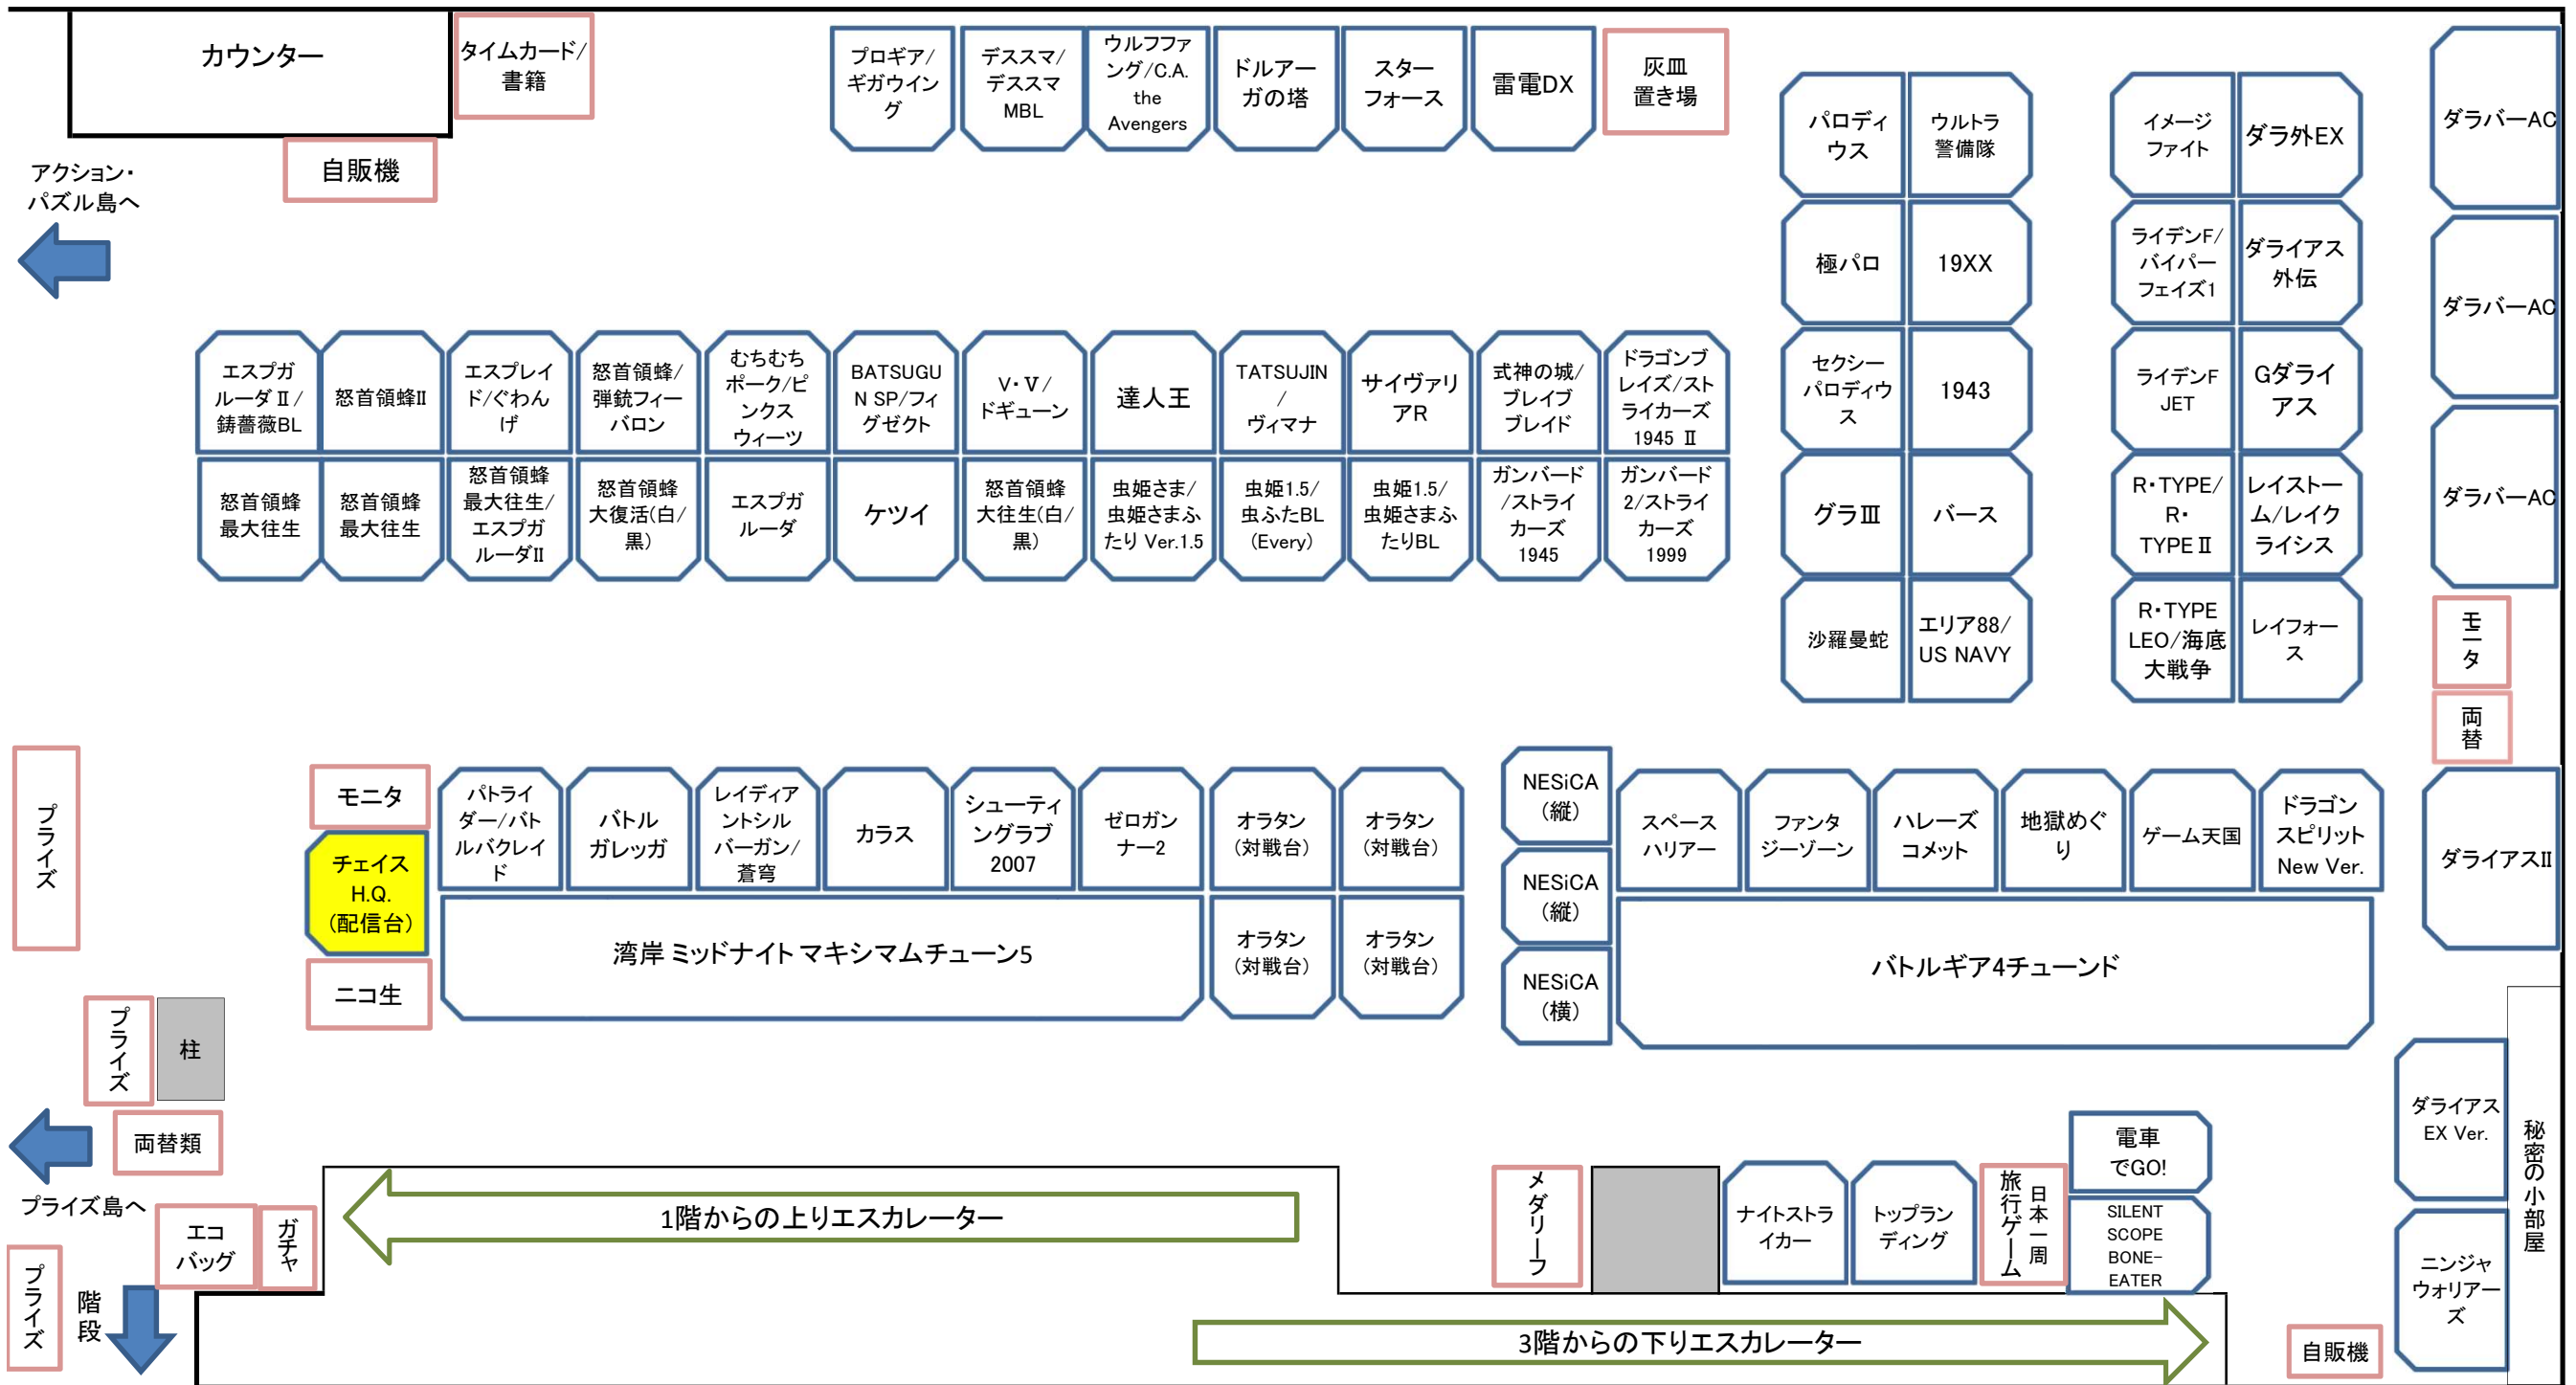 カウンター
タイムカード/
書籍
自販機
アクション・
パズル島へ
プロギア/
ギガウイン
グ
デススマ/
デススマ
MBL
ウルフファ
ング/C.A.
the
Avengers
ドルアー
ガの塔
スター
フォース
雷電DX
灰皿
置き場
パロディ
ウス
ウルトラ
警備隊
極パロ
19XX
セクシー
パロディウ
ス
1943
グラⅢ
バース
沙羅曼蛇
エリア88/
US NAVY
イメージ
ファイト
ダラ外EX
ライデンF/
バイパー
フェイズ1
ダライアス
外伝
ライデンF
JET
Gダライ
アス
R・TYPE/
R・
TYPEⅡ
レイストー
ム/レイク
ライシス
R・TYPE
LEO/海底
大戦争
レイフォー
ス
ダラバーAC
ダラバーAC
ダラバーAC
モニタ
両替
ダライアスII
エスプガ
ルーダⅡ/
鋳薔薇BL
怒首領蜂II
エスプレイ
ド/ぐわん
げ
怒首領蜂/
弾銃フィー
バロン
むちむち
ポーク/ピ
ンクス
ウィーツ
BATSUGU
N SP/フィ
グゼクト
V・V/
ドギューン
達人王
TATSUJIN
/
ヴィマナ
サイヴァリ
アR
式神の城/
ブレイブ
ブレイド
ドラゴンブ
レイズ/スト
ライカーズ
1945 Ⅱ
怒首領蜂
最大往生
怒首領蜂
最大往生
怒首領蜂
最大往生/
エスプガ
ルーダII
怒首領蜂
大復活(白/
黒)
エスプガ
ルーダ
ケツイ
怒首領蜂
大往生(白/
黒)
虫姫さま/
虫姫さまふ
たり Ver.1.5
虫姫1.5/
虫ふたBL
(Every)
虫姫1.5/
虫姫さまふ
たりBL
ガンバード
/ストライ
カーズ
1945
ガンバード
2/ストライ
カーズ
1999
プライズ
モニタ
チェイス
H.Q.
(配信台)
ニコ生
パトライ
ダー/バト
ルバクレイ
ド
バトル
ガレッガ
レイディア
ントシル
バーガン/
蒼穹
カラス
シューティ
ングラブ
2007
ゼロガン
ナー2
オラタン
(対戦台)
オラタン
(対戦台)
湾岸 ミッドナイト マキシマムチューン5
オラタン
(対戦台)
オラタン
(対戦台)
NESiCA
(縦)
NESiCA
(縦)
NESiCA
(横)
スペース
ハリアー
ファンタ
ジーゾーン
ハレーズ
コメット
地獄めぐ
り
ゲーム天国
ドラゴン
スピリット
New Ver.
バトルギア4チューンド
プライズ
柱
両替類
プライズ島へ
エコ
バッグ
ガチャ
プライズ
階段
1階からの上りエスカレーター
3階からの下りエスカレーター
メダリーフ
ナイトストラ
イカー
トップラン
ディング
日本一周
旅行ゲーム
電車
でGO!
SILENT
SCOPE
BONE-
EATER
ダライアス
EX Ver.
ニンジャ
ウォリアー
ズ
秘密の小部屋
自販機